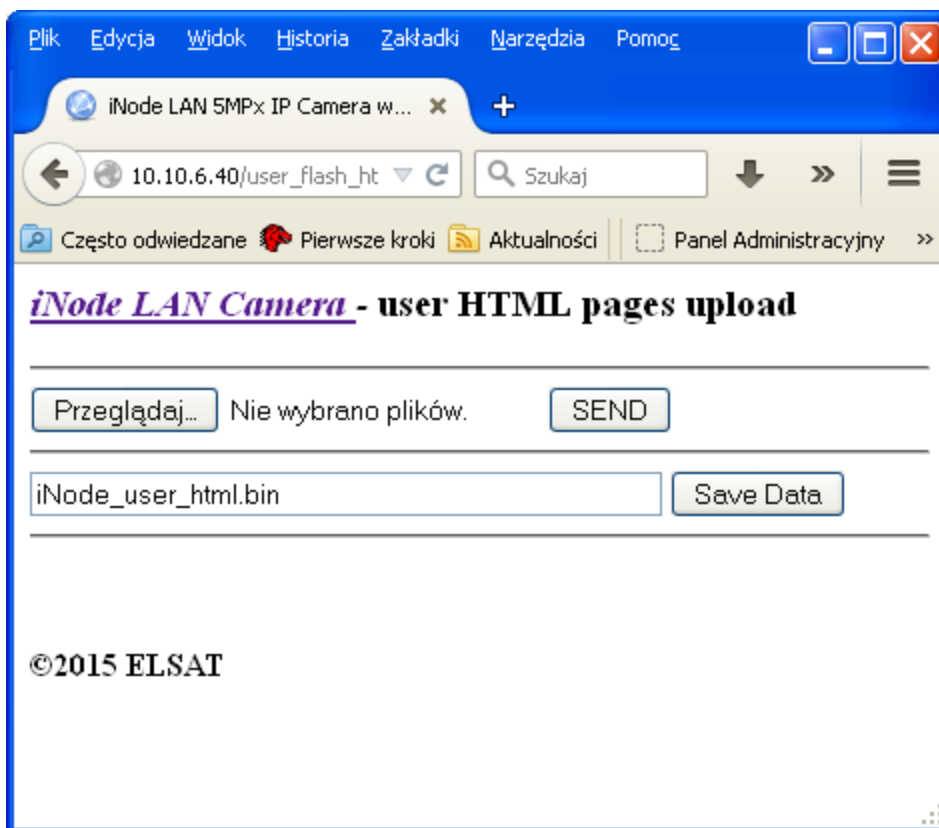 Plik Edycja Widok Historia Zakładki Narzędzia Pomoc
iNode LAN 5MPx IP Camera w...
10.10.6.40/user_flash_ht Szukaj
Często odwiedzane Pierwsze kroki Aktualności Panel Administracyjny
iNode LAN Camera - user HTML pages upload
Przeglądaj... Nie wybrano plików. SEND
iNode_user_html.bin Save Data
©2015 ELSAT